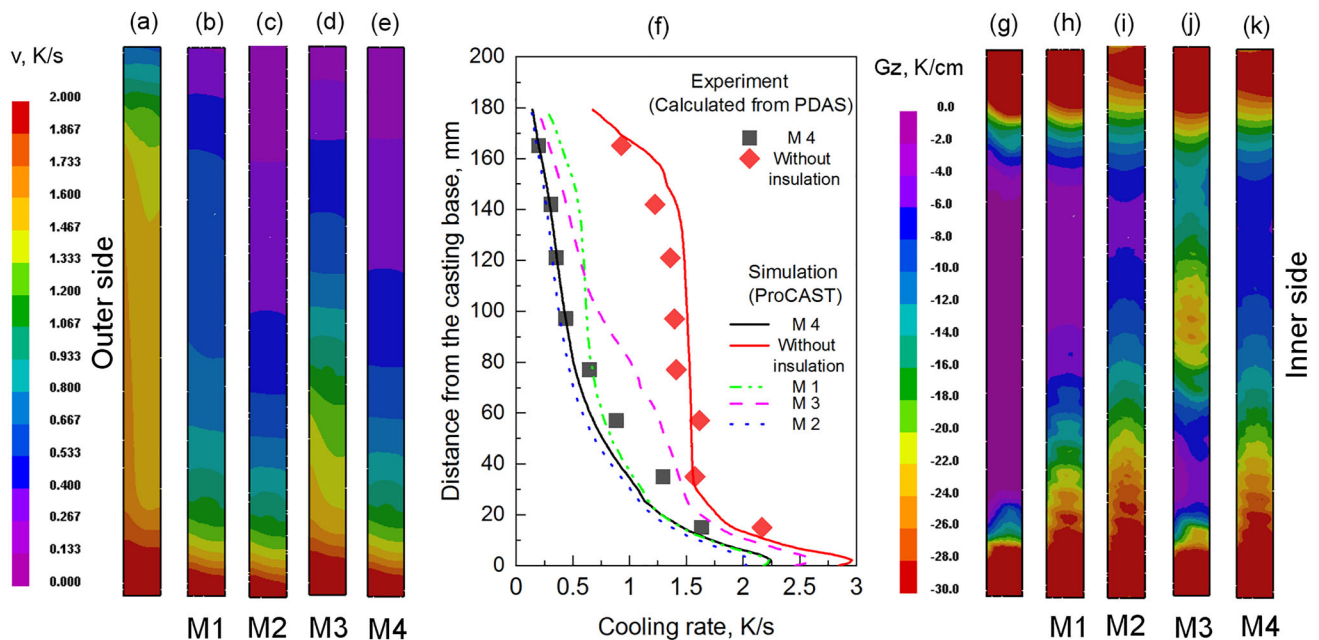 (a)
(b)
(c)
(d)
(e)
(f)
(g)
(h)
(i)
(j)
(k)
v, K/s
2.000
1.867
1.733
1.600
1.467
1.333
1.200
1.067
0.933
0.800
0.667
0.533
0.400
0.267
0.133
0.000
Outer side
M1
M2
M3
M4
Distance from the casting base, mm
200
180
160
140
120
100
80
60
40
20
0
0
0.5
1
1.5
2
2.5
3
Cooling rate, K/s
Experiment
(Calculated from PDAS)
M 4
Without
insulation
Simulation
(ProCAST)
M 4
Without
insulation
M 1
M 3
M 2
Gz, K/cm
0.0
-2.0
-4.0
-6.0
-8.0
-10.0
-12.0
-14.0
-16.0
-18.0
-20.0
-22.0
-24.0
-26.0
-28.0
-30.0
M1
M2
M3
M4
Inner side